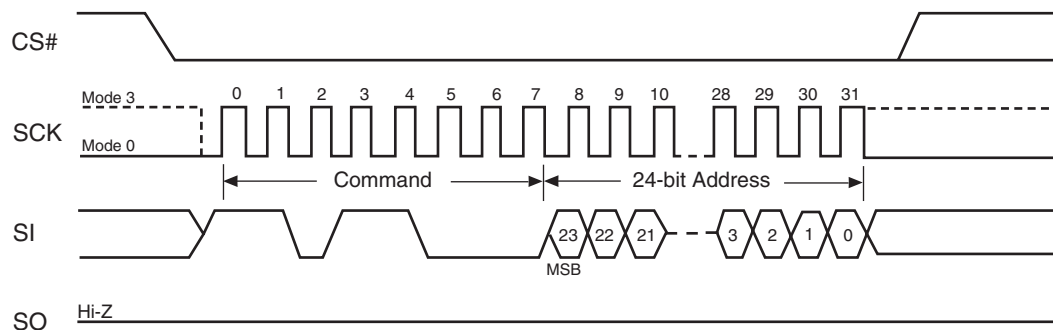 CS#
Mode 3
SCK
Mode 0
0 1 2 3 4 5 6 7 8 9 10 28 29 30 31
Command
24-bit Address
SI
23 22 21 3 2 1 0
MSB
SO
Hi-Z